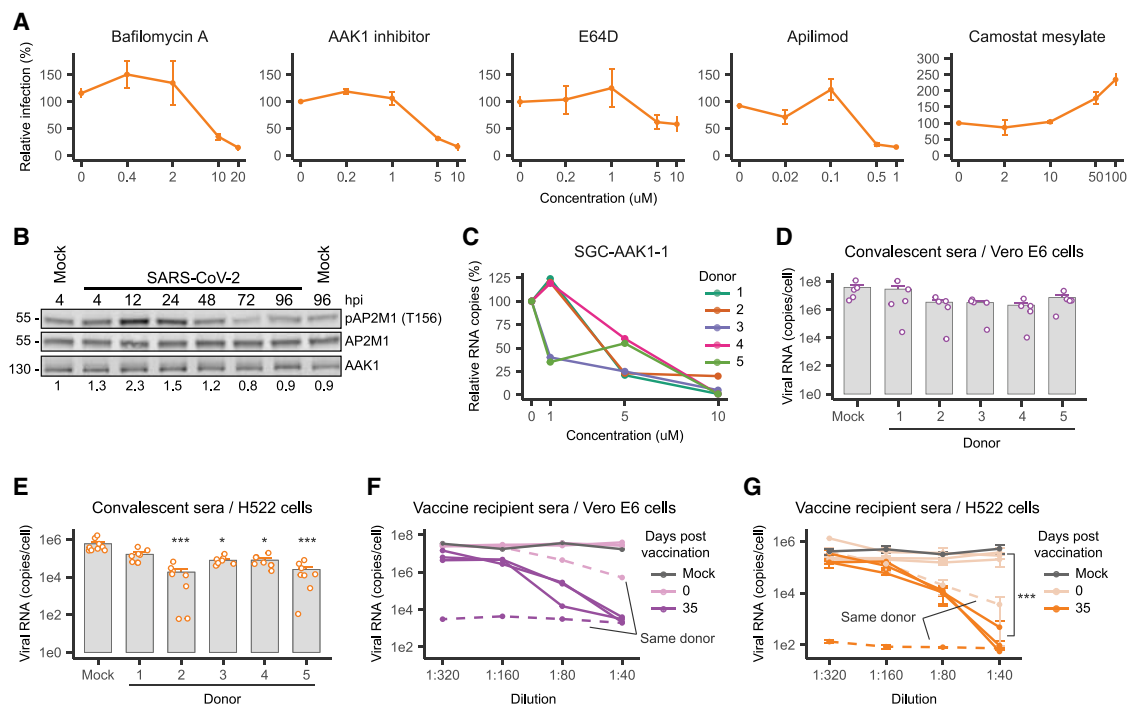 A
Bafilomycin A
AAK1 inhibitor
E64D
Apilimod
Camostat mesylate
Relative infection (%)
150
100
50
0
0 0.4 2 10 20
150
100
50
0
0 0.2 1 5 10
150
100
50
0
0 0.2 1 5 10
150
100
50
0
0 0.02 0.1 0.5 1
300
250
200
150
100
50
0
0 2 10 50 100
Concentration (uM)
B
Mock SARS-CoV-2 Mock
4 4 12 24 48 72 96 96 hpi
55 - pAP2M1 (T156)
55 - AP2M1
130 - AAK1
1 1.3 2.3 1.5 1.2 0.8 0.9 0.9
C
SGC-AAK1-1
Relative RNA copies (%)
125
100
75
50
25
0
0 1 5 10
Concentration (uM)
Donor
1
2
3
4
5
D
Convalescent sera / Vero E6 cells
Viral RNA (copies/cell)
1e8
1e6
1e4
1e2
1e0
Mock 1 2 3 4 5
Donor
E
Convalescent sera / H522 cells
Viral RNA (copies/cell)
1e6
1e4
1e2
1e0
*** * * ***
Mock 1 2 3 4 5
Donor
F
Vaccine recipient sera / Vero E6 cells
Viral RNA (copies/cell)
1e8
1e6
1e4
1e2
1:320 1:160 1:80 1:40
Dilution
Days post
vaccination
Mock
0
35
Same donor
G
Vaccine recipient sera / H522 cells
Viral RNA (copies/cell)
1e6
1e4
1e2
1:320 1:160 1:80 1:40
Dilution
Days post
vaccination
Mock
0
35
***
Same donor